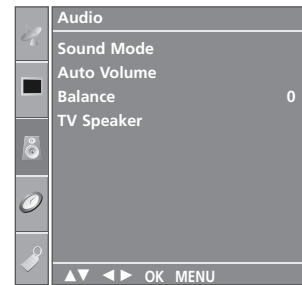 Audio
Sound Mode
Auto Volume
Balance 0
TV Speaker
▲▼ ◄► OK MENU